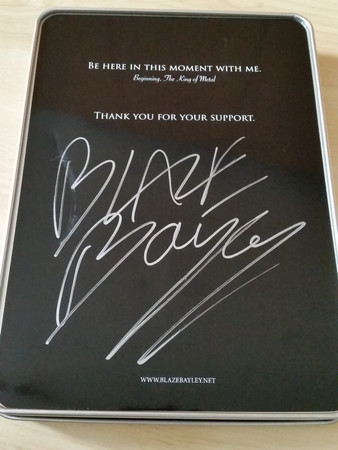 BE HERE IN THIS MOMENT WITH ME.
Beginning, The King of Metal
THANK YOU FOR YOUR SUPPORT.
BLAZE
Bayley
WWW.BLAZEBAYLEY.NET